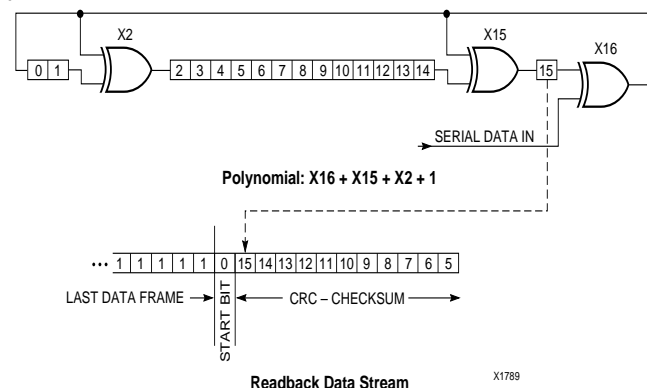 X2
X15
X16
0 1
2 3 4 5 6 7 8 9 10 11 12 13 14
15
SERIAL DATA IN
Polynomial: X16 + X15 + X2 + 1
••• 1 1 1 1 1 0 15 14 13 12 11 10 9 8 7 6 5
LAST DATA FRAME
START BIT
CRC – CHECKSUM
Readback Data Stream
X1789